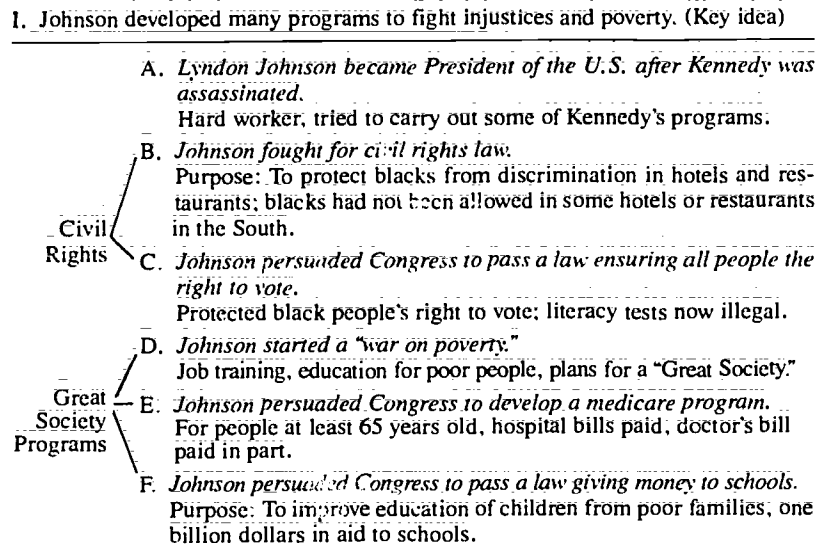 I. Johnson developed many programs to fight injustices and poverty. (Key idea)
A. Lyndon Johnson became President of the U.S. after Kennedy was
assassinated.
Hard worker, tried to carry out some of Kennedy's programs.
B. Johnson fought for civil rights law.
Purpose: To protect blacks from discrimination in hotels and res-
taurants; blacks had not been allowed in some hotels or restaurants
in the South.
Civil
Rights
C. Johnson persuaded Congress to pass a law ensuring all people the
right to vote.
Protected black people's right to vote; literacy tests now illegal.
D. Johnson started a "war on poverty."
Job training, education for poor people, plans for a "Great Society."
Great
Society
Programs
E. Johnson persuaded Congress to develop a medicare program.
For people at least 65 years old, hospital bills paid, doctor's bill
paid in part.
F. Johnson persuaded Congress to pass a law giving money to schools.
Purpose: To improve education of children from poor families, one
billion dollars in aid to schools.